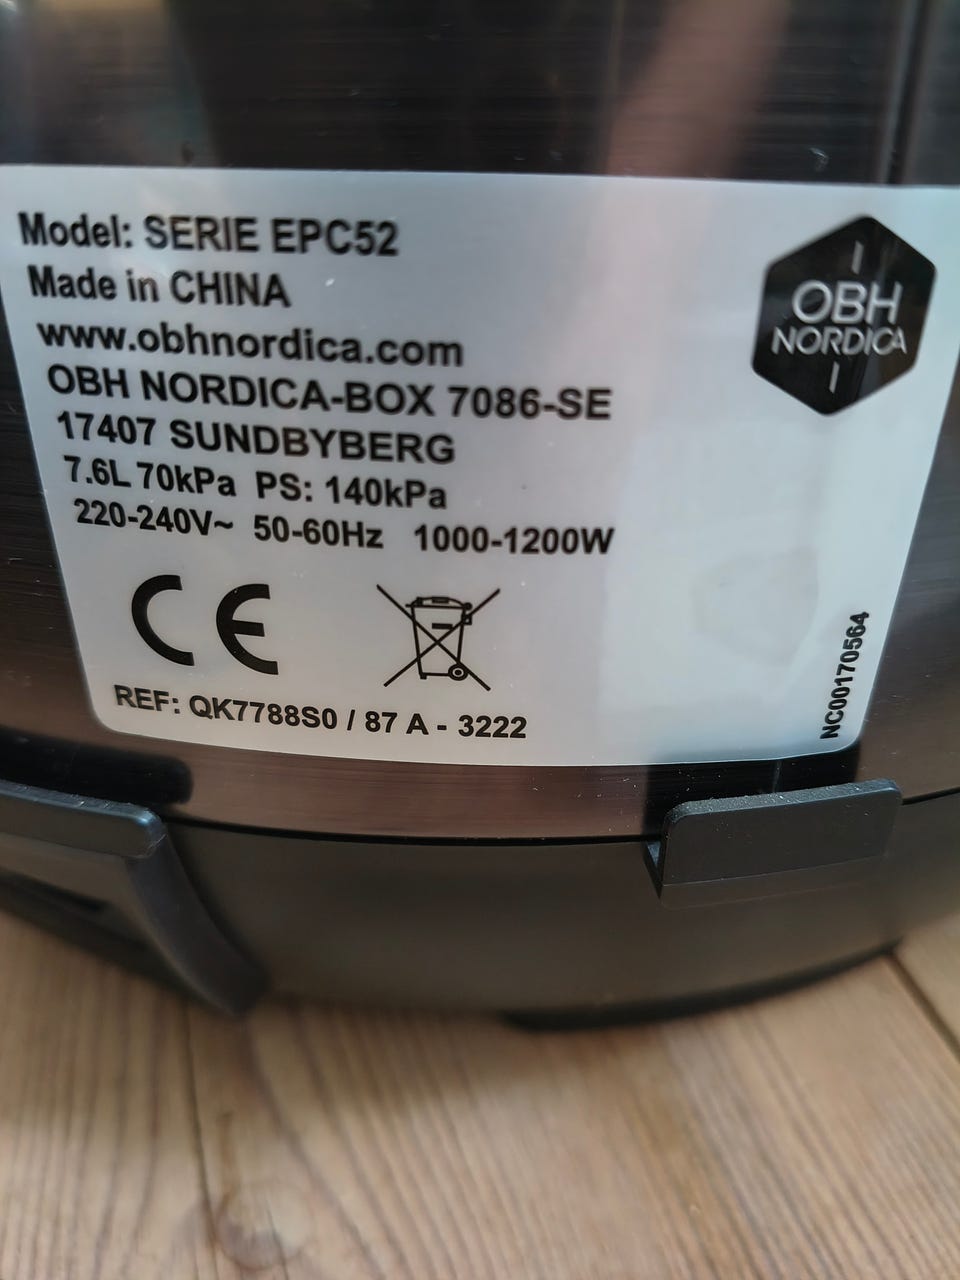 Model: SERIE EPC52
Made in CHINA
www.obhnordica.com
OBH NORDICA-BOX 7086-SE
17407 SUNDBYBERG
7.6L 70kPa PS: 140kPa
220-240V~ 50-60Hz 1000-1200W
CE
REF: QK7788S0 / 87 A - 3222
OBH
NORDICA
NC00170564